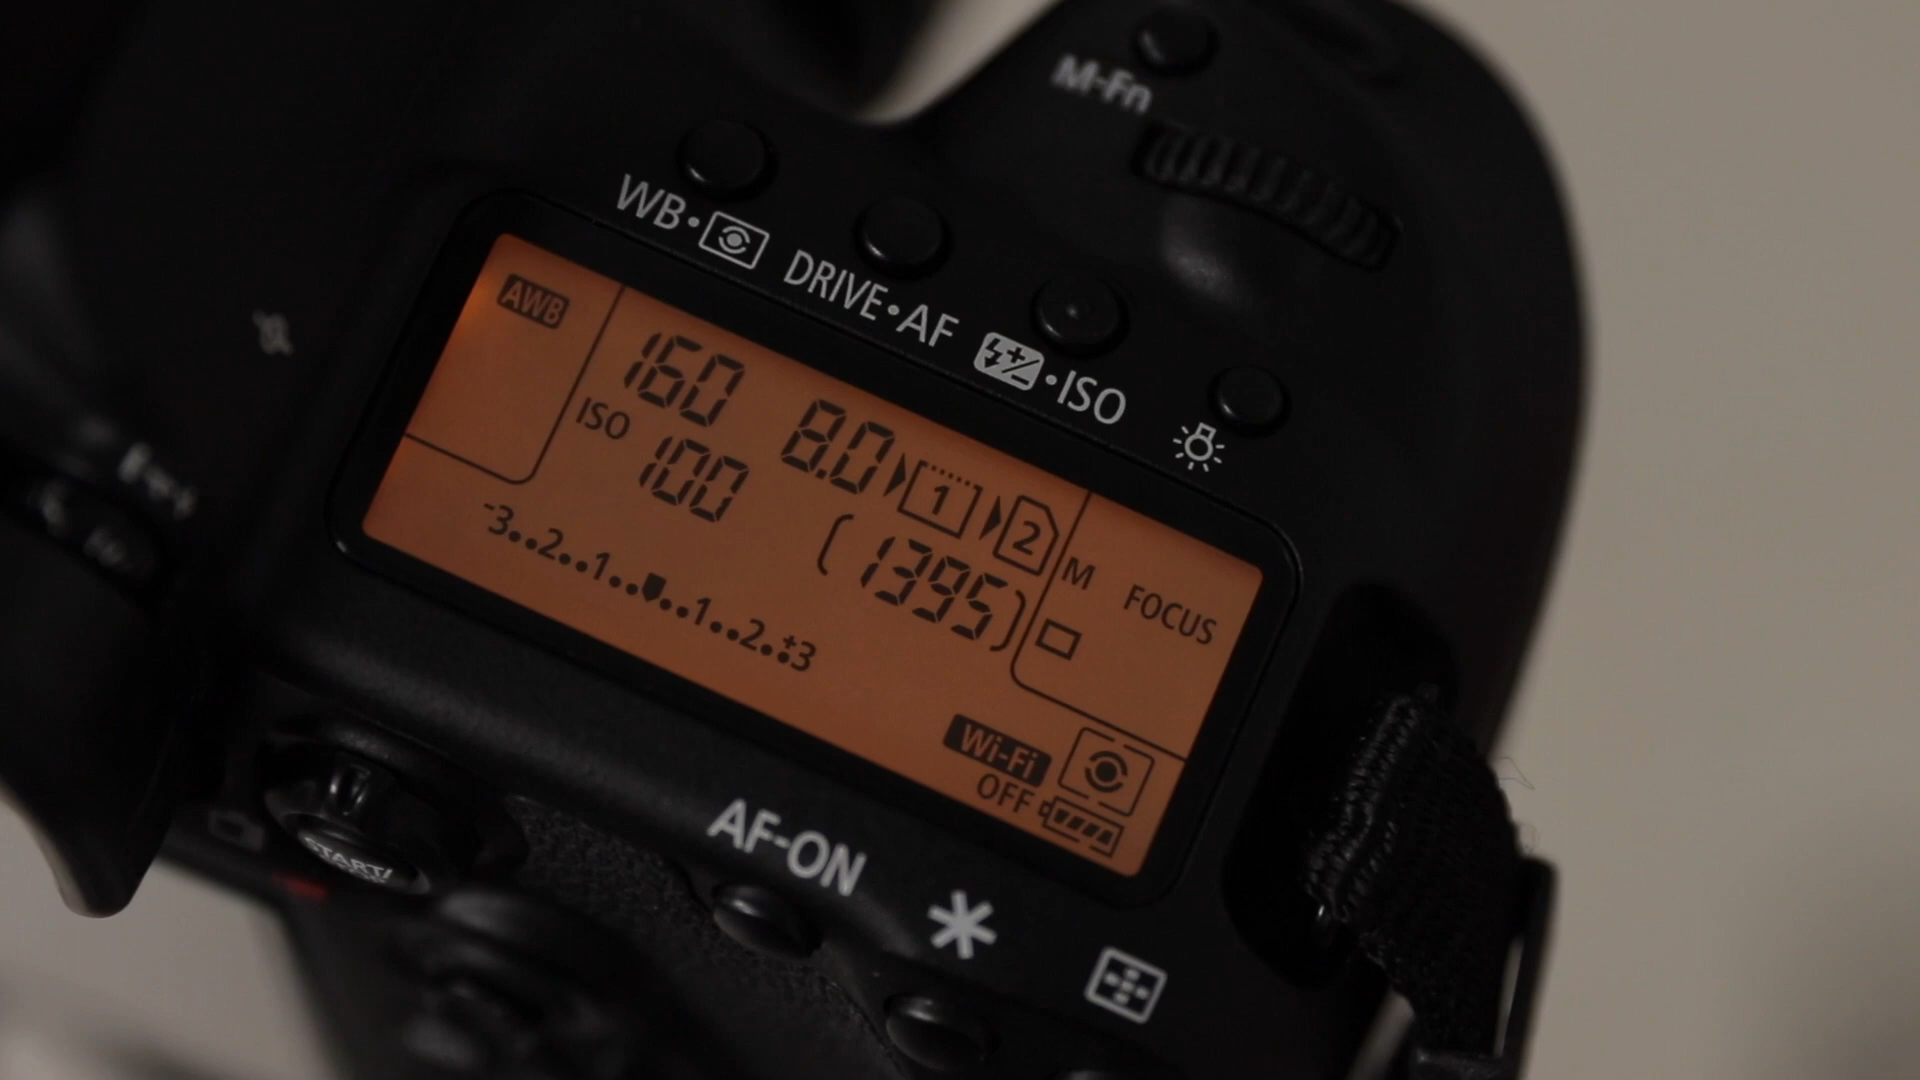 M-Fn
WB•
DRIVE•AF
•ISO
AWB
160 8.0 1 2
ISO 100 (1395)
M FOCUS
-3..2..1..▼..1..2..+3
Wi-Fi
OFF
AF-ON
START/